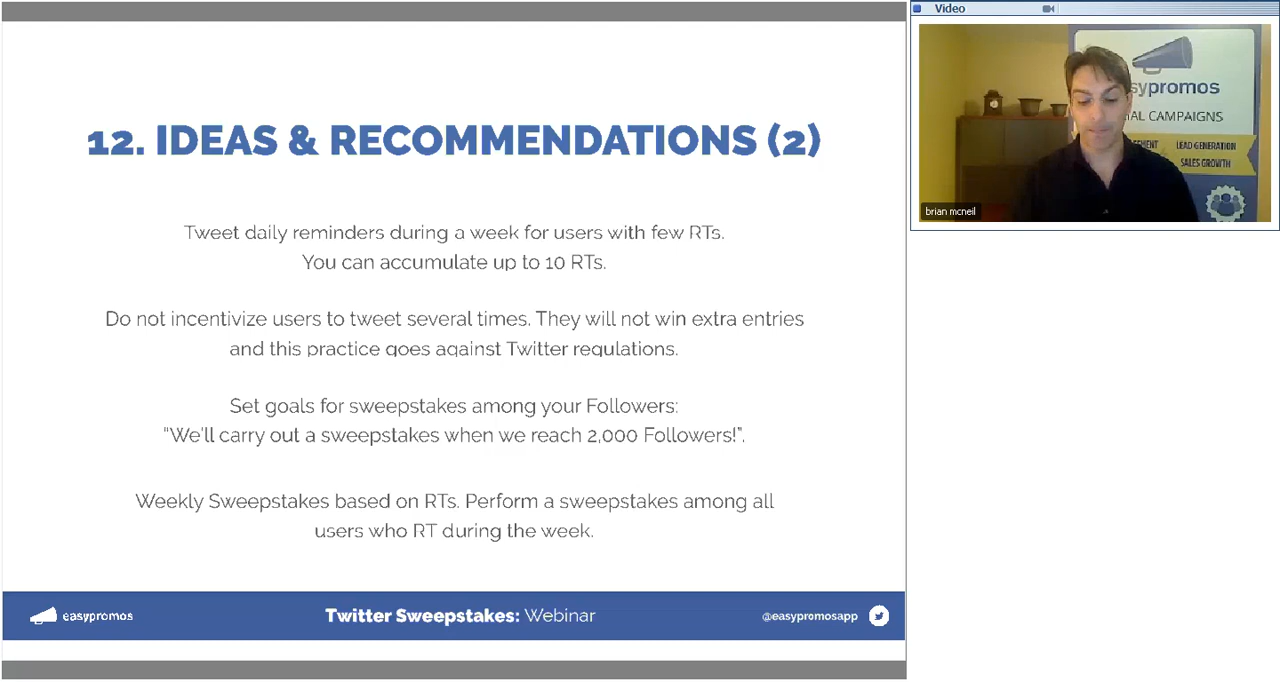 12. IDEAS & RECOMMENDATIONS (2)
Tweet daily reminders during a week for users with few RTs.
You can accumulate up to 10 RTs.
Do not incentivize users to tweet several times. They will not win extra entries
and this practice goes against Twitter regulations.
Set goals for sweepstakes among your Followers:
“We'll carry out a sweepstakes when we reach 2,000 Followers!”.
Weekly Sweepstakes based on RTs. Perform a sweepstakes among all
users who RT during the week.
easypromos
Twitter Sweepstakes: Webinar
@easypromosapp
Video
sypromos
IAL CAMPAIGNS
EMENT
LEAD GENERATION
SALES GROWTH
brian mcneil